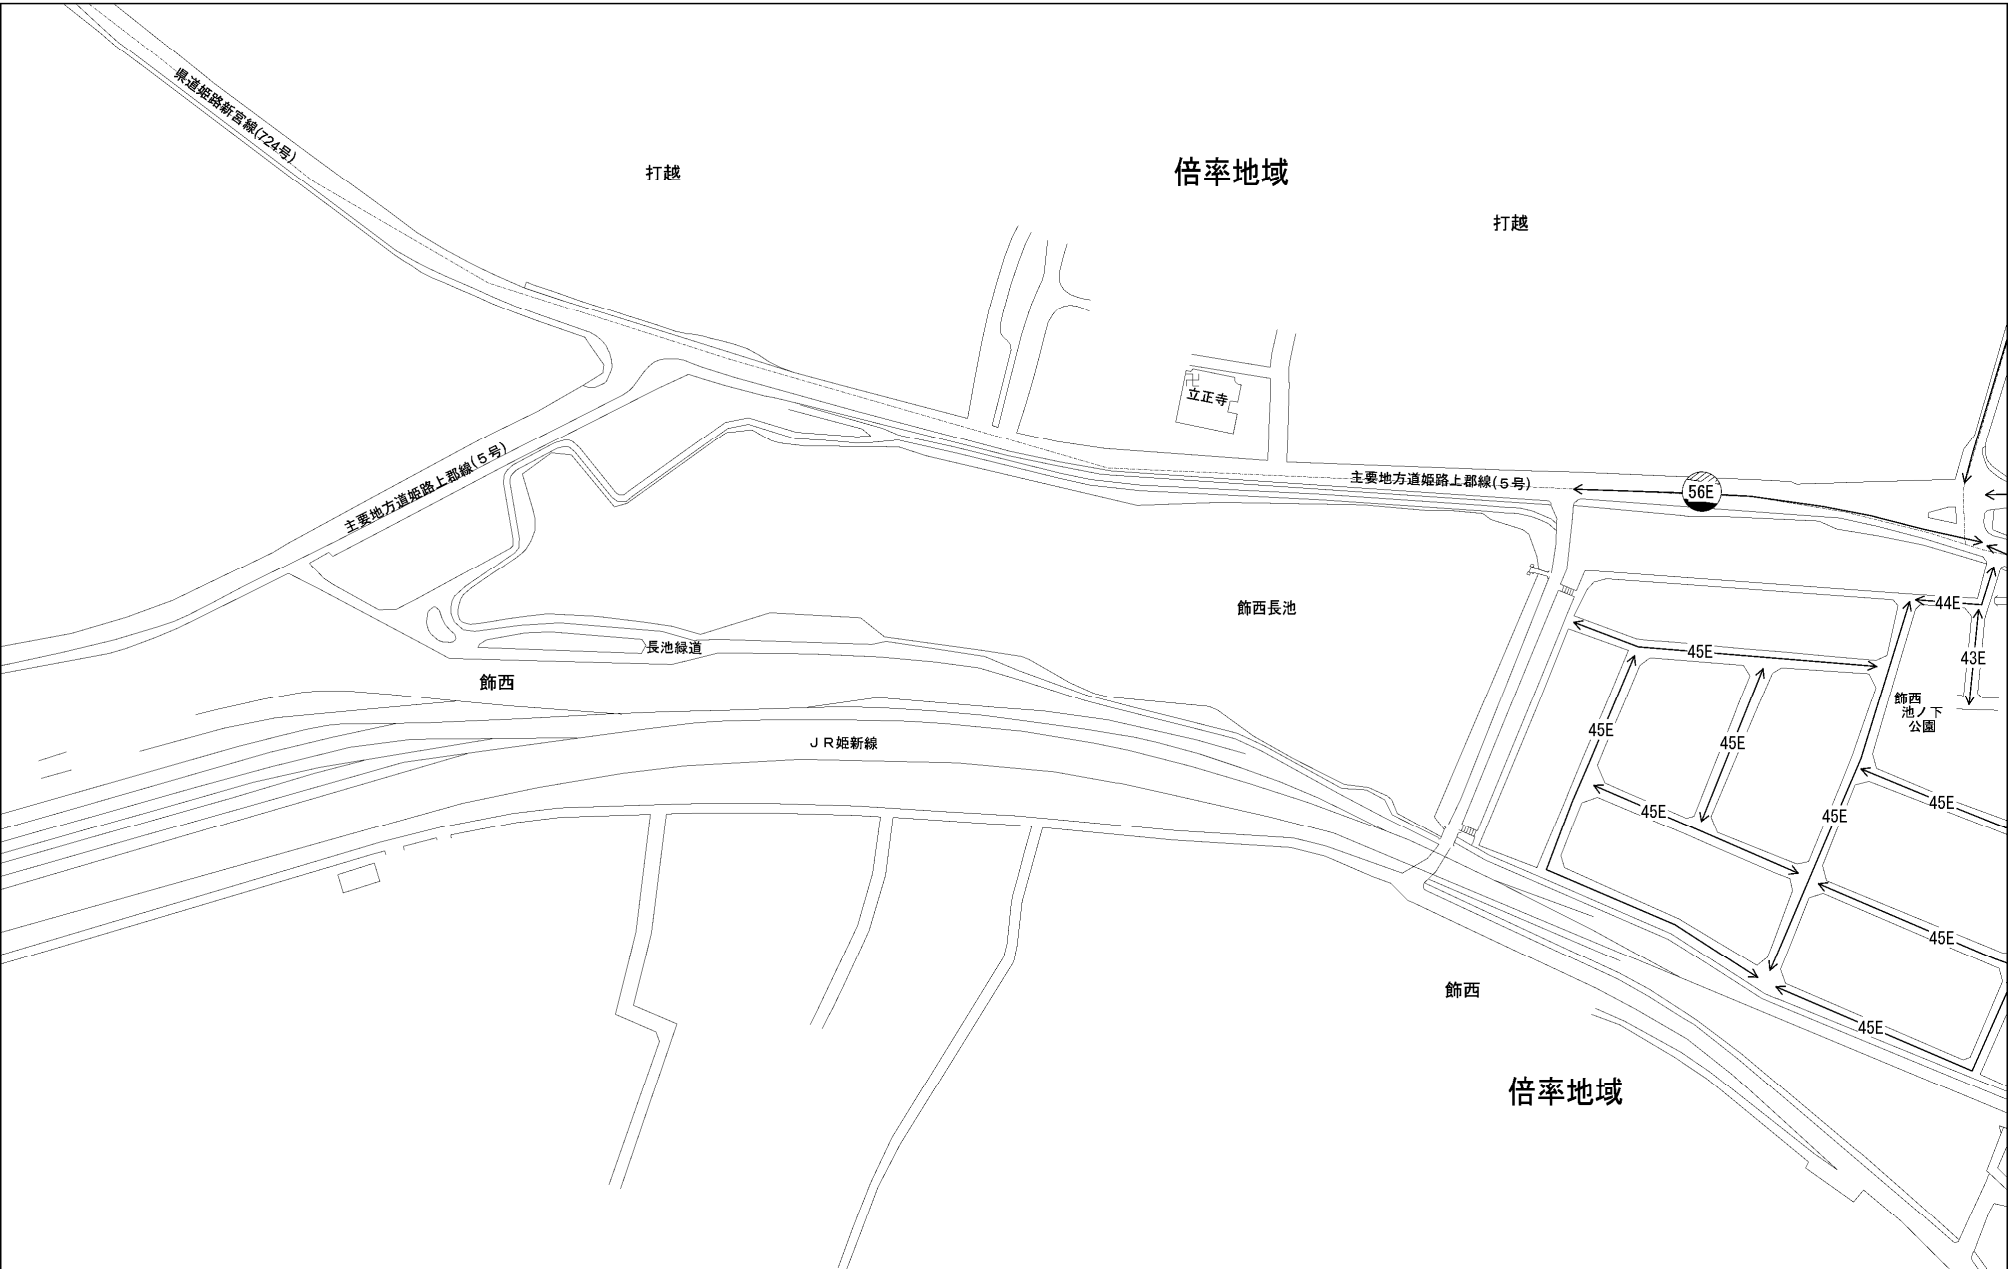 県道姫路新宮線(724号)
打越
倍率地域
打越
立正寺
主要地方道姫路上郡線(５号)
主要地方道姫路上郡線(５号)
56E
飾西長池
44E
長池緑道
45E
43E
飾西
飾西
池ノ下
公園
ＪＲ姫新線
45E
45E
45E
45E
45E
45E
飾西
45E
倍率地域